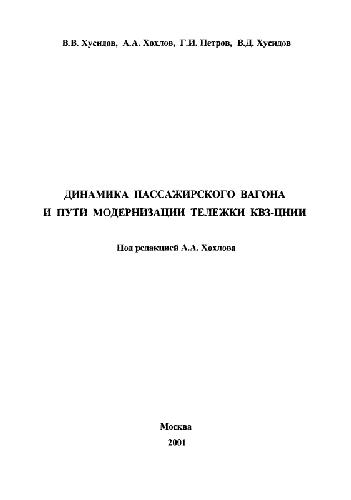 В.В. Хусидов, А.А. Хохлов, Г.И. Петров, В.Д. Хусидов
ДИНАМИКА ПАССАЖИРСКОГО ВАГОНА
И ПУТИ МОДЕРНИЗАЦИИ ТЕЛЕЖКИ КВЗ-ЦНИИ
Под редакцией А.А. Хохлова
Москва
2001